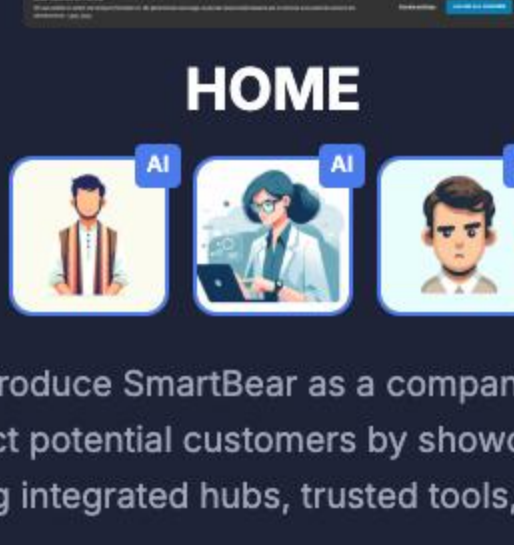 HOME
AI AI
roduce SmartBear as a compan
ct potential customers by showc
g integrated hubs, trusted tools,